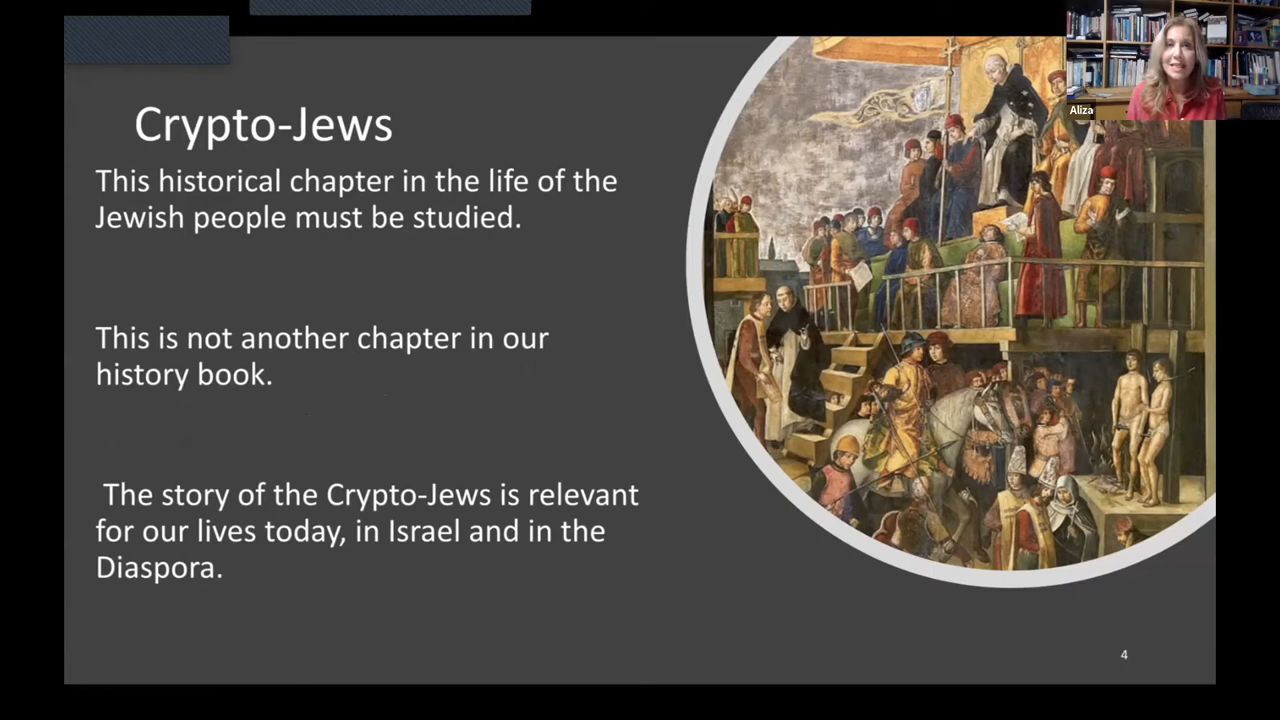 Aliza
Crypto-Jews
This historical chapter in the life of the
Jewish people must be studied.
This is not another chapter in our
history book.
The story of the Crypto-Jews is relevant
for our lives today, in Israel and in the
Diaspora.
4